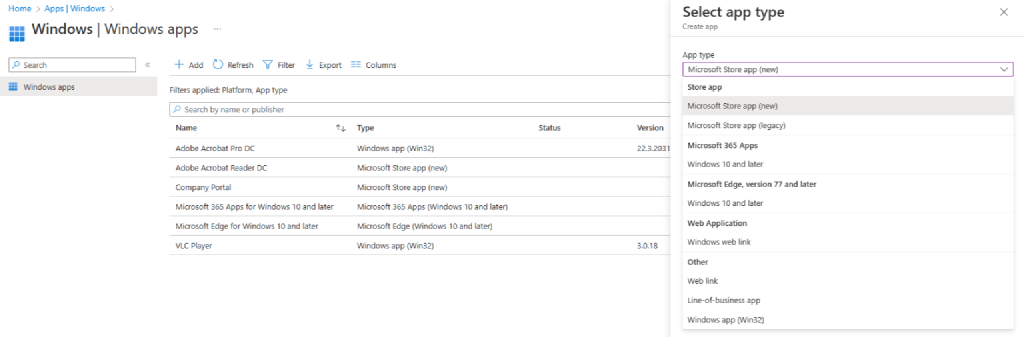 Home > Apps | Windows >
Windows | Windows apps ...
Search «
Windows apps
Add Refresh Filter Export Columns
Filters applied: Platform, App type
Search by name or publisher
Name ↑↓ Type Status Version
Adobe Acrobat Pro DC Windows app (Win32) 22.3.2031
Adobe Acrobat Reader DC Microsoft Store app (new)
Company Portal Microsoft Store app (new)
Microsoft 365 Apps for Windows 10 and later Microsoft 365 Apps (Windows 10 and later)
Microsoft Edge for Windows 10 and later Microsoft Edge (Windows 10 and later)
VLC Player Windows app (Win32) 3.0.18
Select app type
Create app
App type
Microsoft Store app (new)
Store app
Microsoft Store app (new)
Microsoft Store app (legacy)
Microsoft 365 Apps
Windows 10 and later
Microsoft Edge, version 77 and later
Windows 10 and later
Web Application
Windows web link
Other
Web link
Line-of-business app
Windows app (Win32)